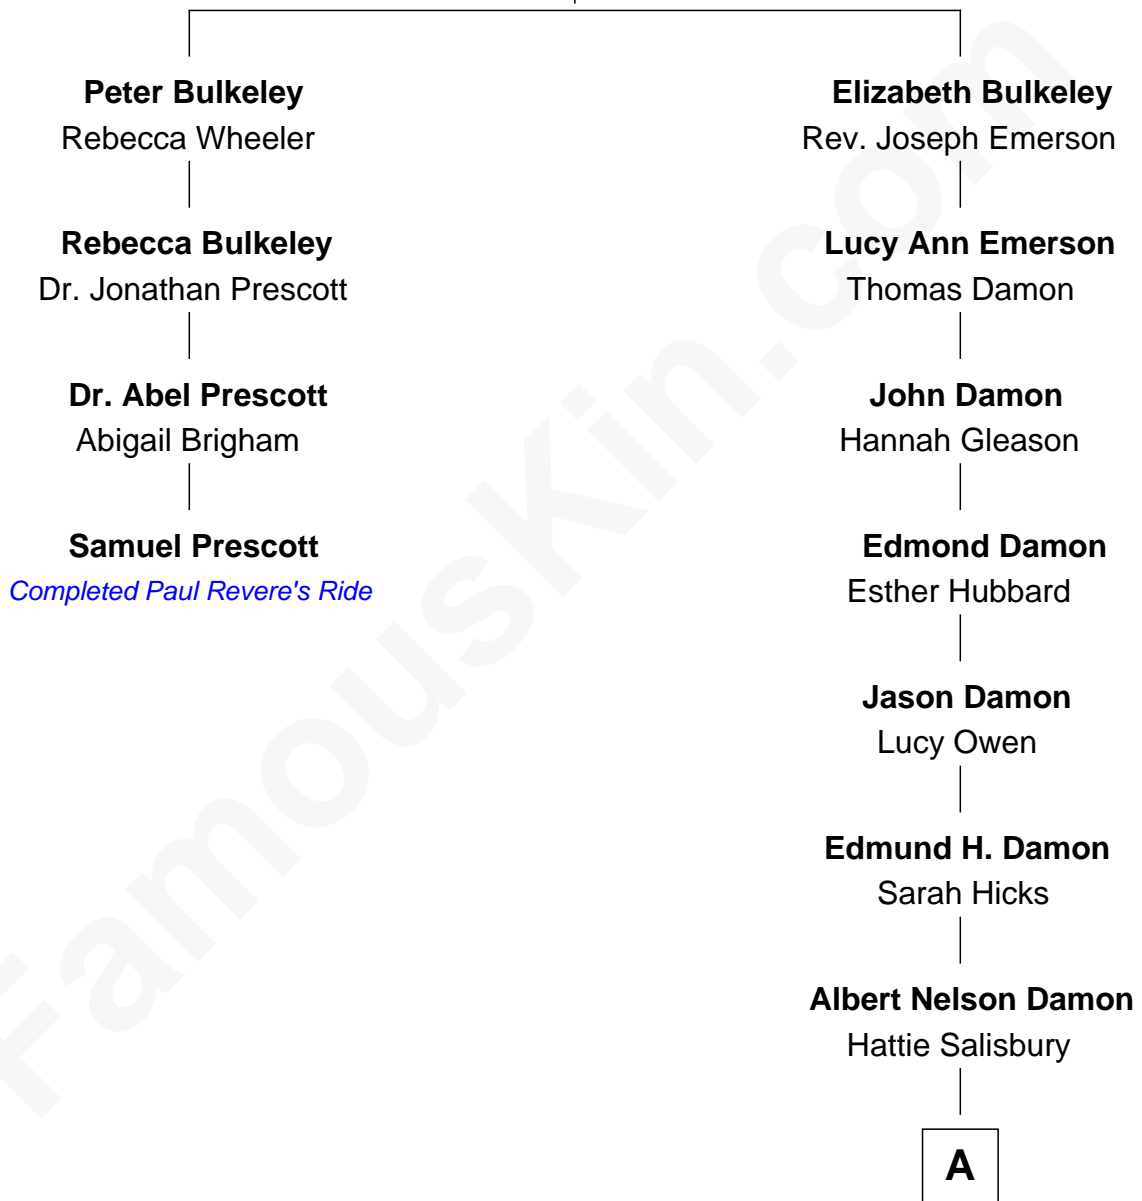 Peter Bulkeley
Rebecca Wheeler
Rebecca Bulkeley
Dr. Jonathan Prescott
Dr. Abel Prescott
Abigail Brigham
Samuel Prescott
Completed Paul Revere's Ride
Elizabeth Bulkeley
Rev. Joseph Emerson
Lucy Ann Emerson
Thomas Damon
John Damon
Hannah Gleason
Edmond Damon
Esther Hubbard
Jason Damon
Lucy Owen
Edmund H. Damon
Sarah Hicks
Albert Nelson Damon
Hattie Salisbury
A
FamousKin.com